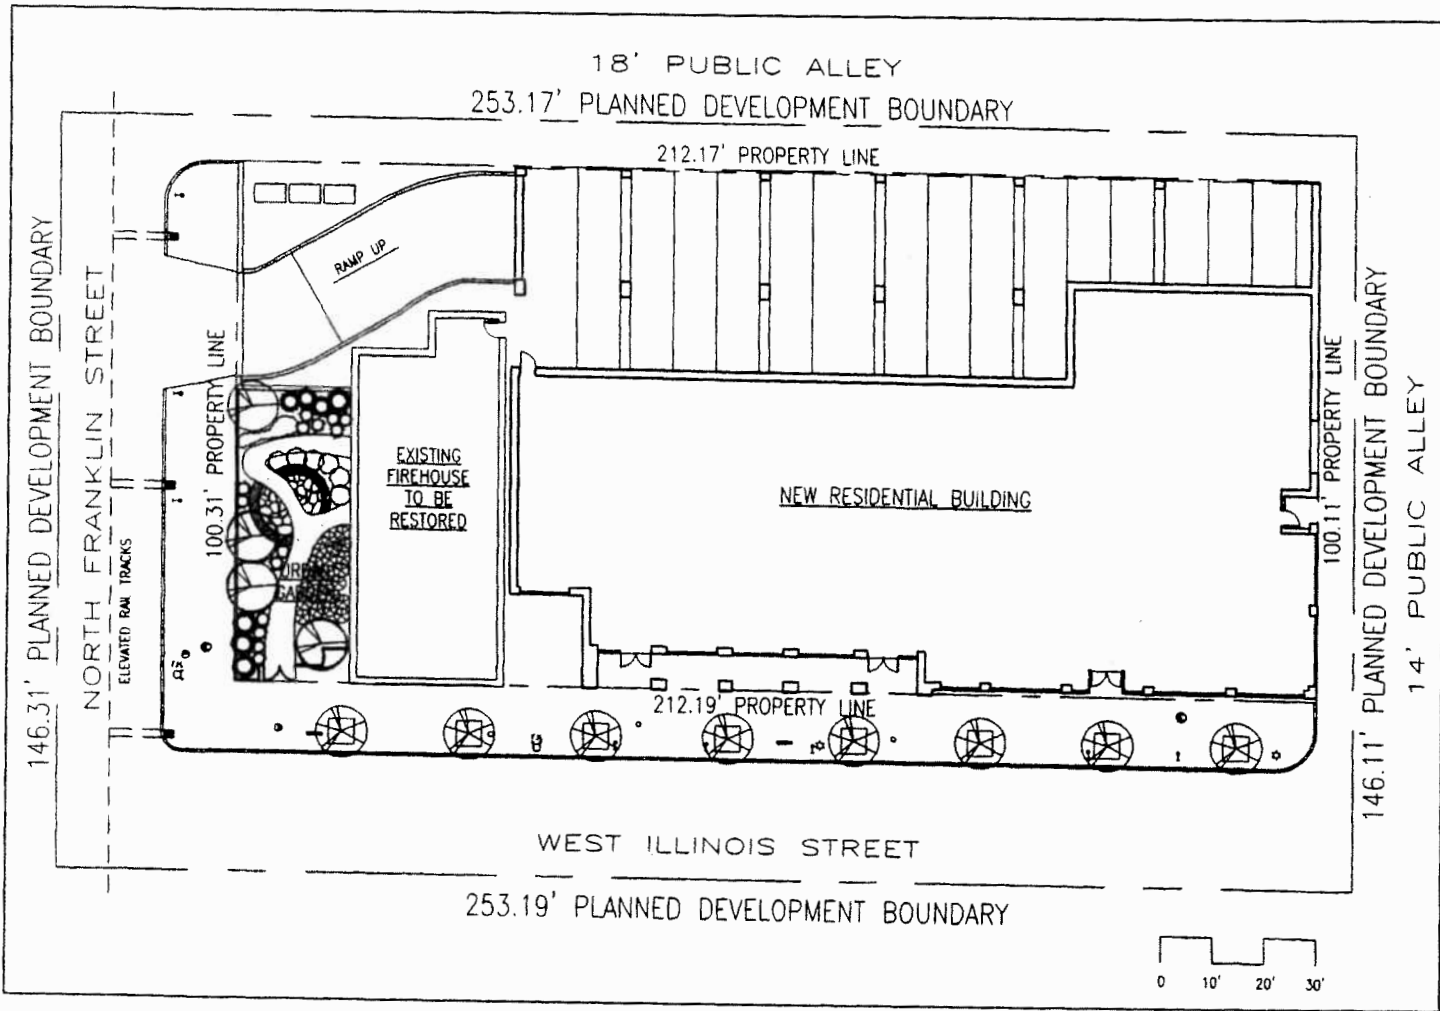 18' PUBLIC ALLEY
253.17' PLANNED DEVELOPMENT BOUNDARY
212.17' PROPERTY LINE
146.31' PLANNED DEVELOPMENT BOUNDARY
NORTH FRANKLIN STREET
ELEVATED RAIL TRACKS
100.31' PROPERTY LINE
RAMP UP
EXISTING
FIREHOUSE
TO BE
RESTORED
NEW RESIDENTIAL BUILDING
100.11' PROPERTY LINE
146.11' PLANNED DEVELOPMENT BOUNDARY
14' PUBLIC ALLEY
212.19' PROPERTY LINE
WEST ILLINOIS STREET
253.19' PLANNED DEVELOPMENT BOUNDARY
0 10' 20' 30'